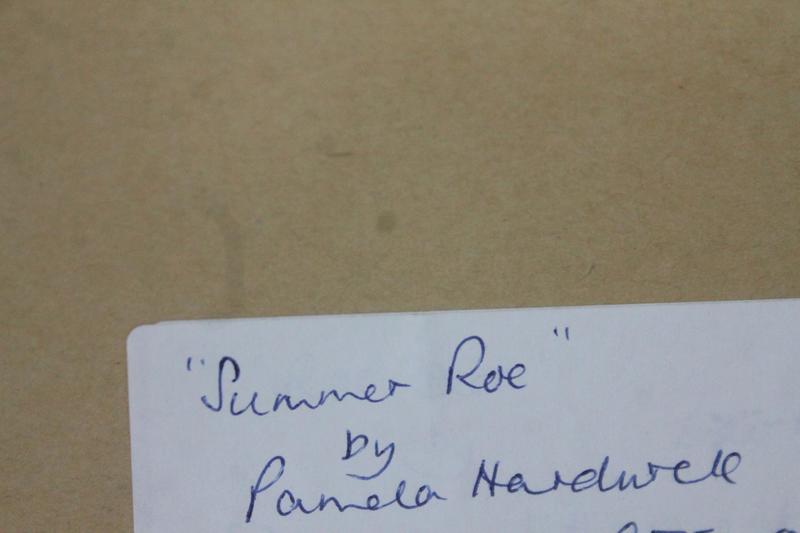 "Summer Roe"
by
Pamela Hardwell